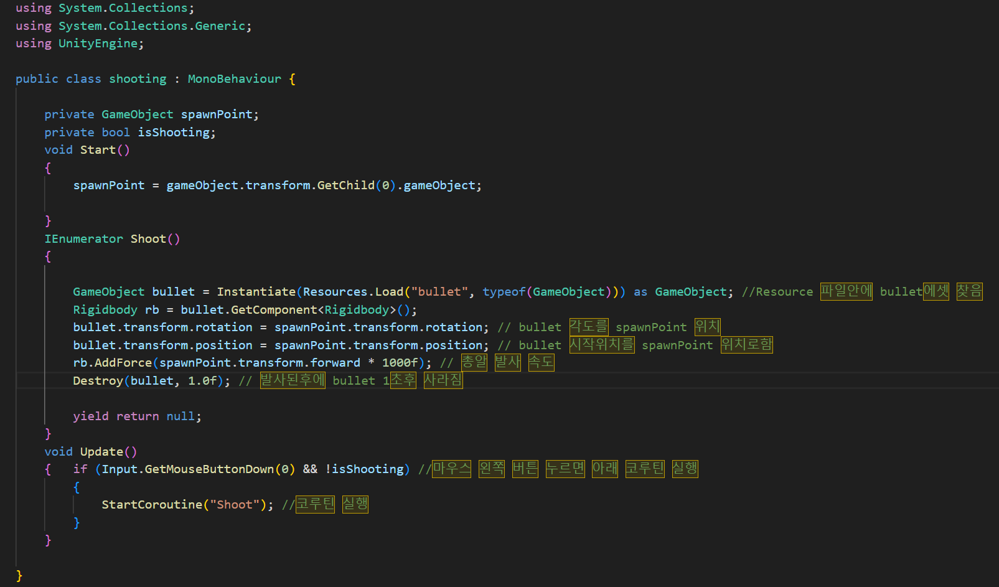 using System.Collections;
using System.Collections.Generic;
using UnityEngine;
public class shooting : MonoBehaviour {
private GameObject spawnPoint;
private bool isShooting;
void Start()
{
spawnPoint = gameObject.transform.GetChild(0).gameObject;
}
IEnumerator Shoot()
{
GameObject bullet = Instantiate(Resources.Load("bullet", typeof(GameObject))) as GameObject; //Resource 파일안에 bullet에셋 찾음
Rigidbody rb = bullet.GetComponent<Rigidbody>();
bullet.transform.rotation = spawnPoint.transform.rotation; // bullet 각도를 spawnPoint 위치
bullet.transform.position = spawnPoint.transform.position; // bullet 시작위치를 spawnPoint 위치로함
rb.AddForce(spawnPoint.transform.forward * 1000f); // 총알 발사 속도
Destroy(bullet, 1.0f); // 발사된후에 bullet 1초후 사라짐
yield return null;
}
void Update()
{ if (Input.GetMouseButtonDown(0) && !isShooting) //마우스 왼쪽 버튼 누르면 아래 코루틴 실행
{
StartCoroutine("Shoot"); //코루틴 실행
}
}
}